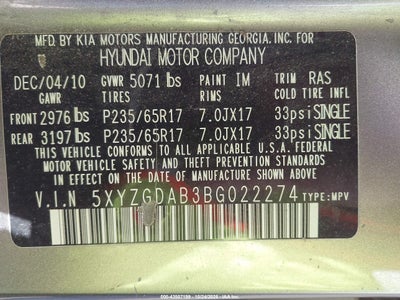 MFD.BY KIA MOTORS MANUFACTURING GEORGIA.INC.FOR
HYUNDAI MOTOR COMPANY
DEC/04/10 GVWR 5071 lbs PAINT IM TRIM RAS
GAWR TIRES RIMS COLD TIRE INFL
FRONT 2976 lbs P235/65R17 7.0JX17 33psi SINGLE
REAR 3197 lbs P235/65R17 7.0JX17 33psi SINGLE
THIS VEHICLE CONFORMS TO ALL APPLICABLE U.S.A. FEDERAL
MOTOR VEHICLE SAFETY, BUMPER, AND THEFT PREVENTION
STANDARDS IN EFFECT ON THE DATE OF MANUFACTURE SHOWN ABOVE.
V.I.N 5XYZGDAB3BG022274 TYPE:MPV